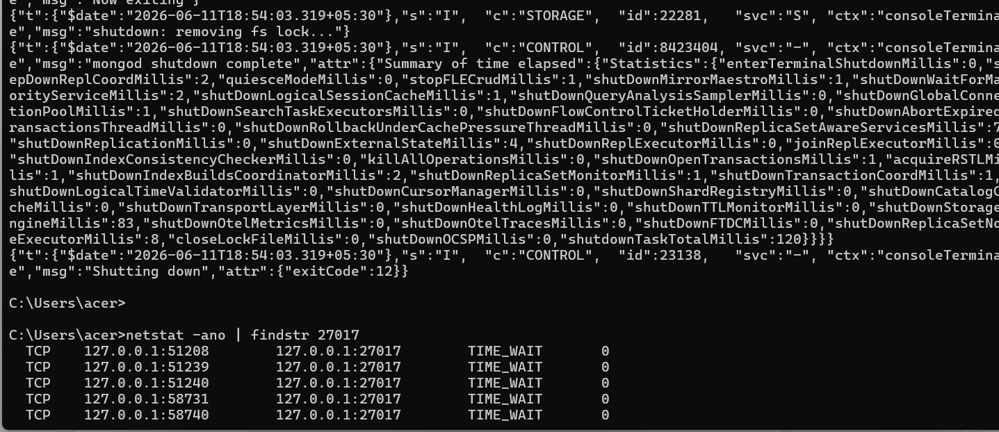 e","msg":"Now exiting"}
{"t":{"$date":"2026-06-11T18:54:03.319+05:30"},"s":"I",  "c":"STORAGE",  "id":22281,   "svc":"S", "ctx":"consoleTermina
e","msg":"shutdown: removing fs lock..."}
{"t":{"$date":"2026-06-11T18:54:03.319+05:30"},"s":"I",  "c":"CONTROL",  "id":8423404, "svc":"-", "ctx":"consoleTermina
e","msg":"mongod shutdown complete","attr":{"Summary of time elapsed":{"Statistics":{"enterTerminalShutdownMillis":0,"s
epDownReplCoordMillis":2,"quiesceModeMillis":0,"stopFLECrudMillis":1,"shutDownMirrorMaestroMillis":1,"shutDownWaitForMa
orityServiceMillis":2,"shutDownLogicalSessionCacheMillis":1,"shutDownQueryAnalysisSamplerMillis":0,"shutDownGlobalConne
tionPoolMillis":1,"shutDownSearchTaskExecutorsMillis":0,"shutDownFlowControlTicketHolderMillis":0,"shutDownAbortExpired
ransactionsThreadMillis":0,"shutDownRollbackUnderCachePressureThreadMillis":0,"shutDownReplicaSetAwareServicesMillis":7
"shutDownReplicationMillis":0,"shutDownExternalStateMillis":4,"shutDownReplExecutorMillis":0,"joinReplExecutorMillis":0
"shutDownIndexConsistencyCheckerMillis":0,"killAllOperationsMillis":0,"shutDownOpenTransactionsMillis":1,"acquireRSTLMi
lis":1,"shutDownIndexBuildsCoordinatorMillis":2,"shutDownReplicaSetMonitorMillis":1,"shutDownTransactionCoordMillis":1,
shutDownLogicalTimeValidatorMillis":0,"shutDownCursorManagerMillis":0,"shutDownShardRegistryMillis":0,"shutDownCatalogC
cheMillis":0,"shutDownTransportLayerMillis":0,"shutDownHealthLogMillis":0,"shutDownTTLMonitorMillis":0,"shutDownStorage
ngineMillis":83,"shutDownOtelMetricsMillis":0,"shutDownOtelTracesMillis":0,"shutDownFTDCMillis":0,"shutDownReplicaSetNo
eExecutorMillis":8,"closeLockFileMillis":0,"shutDownOCSPMillis":0,"shutdownTaskTotalMillis":120}}}}
{"t":{"$date":"2026-06-11T18:54:03.319+05:30"},"s":"I",  "c":"CONTROL",  "id":23138,   "svc":"-", "ctx":"consoleTermina
e","msg":"Shutting down","attr":{"exitCode":12}}
C:\Users\acer>
C:\Users\acer>netstat -ano | findstr 27017
  TCP    127.0.0.1:51208        127.0.0.1:27017        TIME_WAIT       0
  TCP    127.0.0.1:51239        127.0.0.1:27017        TIME_WAIT       0
  TCP    127.0.0.1:51240        127.0.0.1:27017        TIME_WAIT       0
  TCP    127.0.0.1:58731        127.0.0.1:27017        TIME_WAIT       0
  TCP    127.0.0.1:58740        127.0.0.1:27017        TIME_WAIT       0